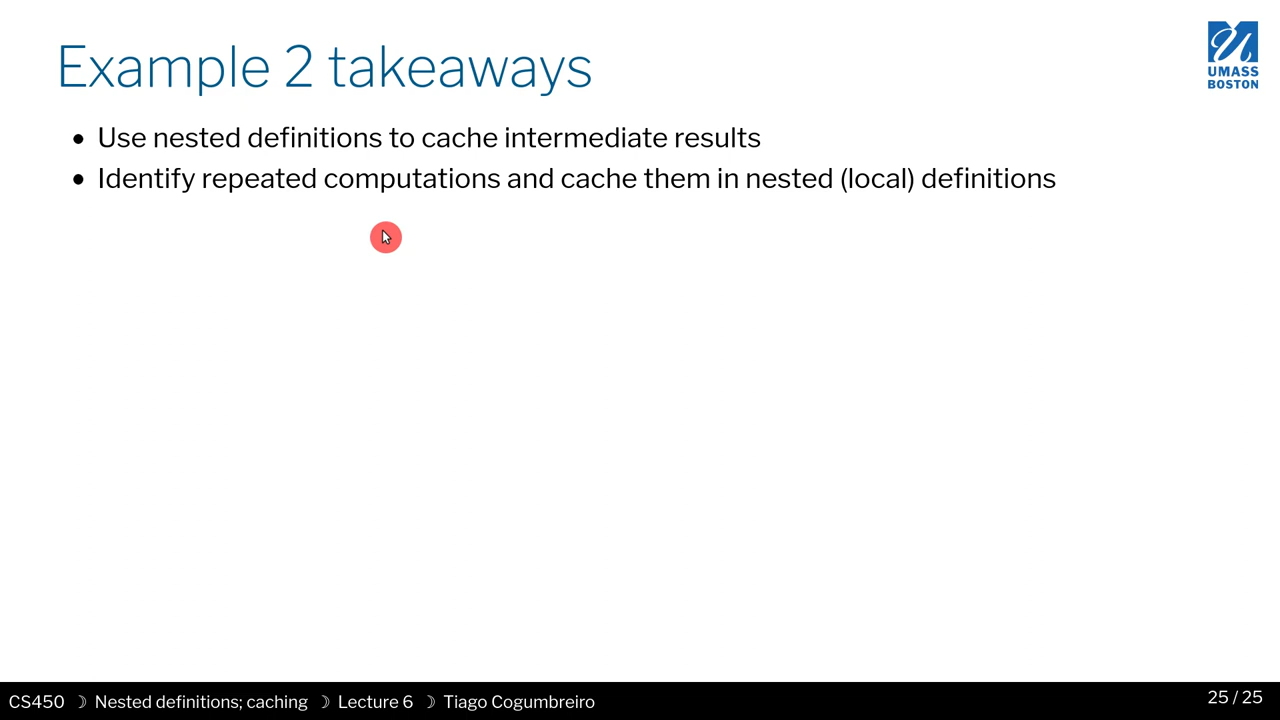 Example 2 takeaways
UMASS
BOSTON
• Use nested definitions to cache intermediate results
• Identify repeated computations and cache them in nested (local) definitions
CS450 ☽ Nested definitions; caching ☽ Lecture 6 ☽ Tiago Cogumbreiro
25 / 25